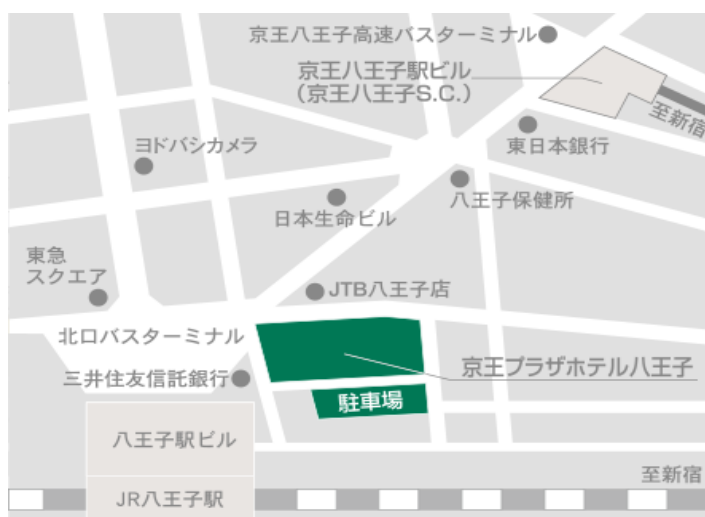 京王八王子高速バスターミナル
京王八王子駅ビル
（京王八王子S.C.）
至新宿
ヨドバシカメラ
東日本銀行
日本生命ビル
八王子保健所
東急
スクエア
JTB八王子店
北口バスターミナル
京王プラザホテル八王子
三井住友信託銀行
駐車場
八王子駅ビル
至新宿
JR八王子駅